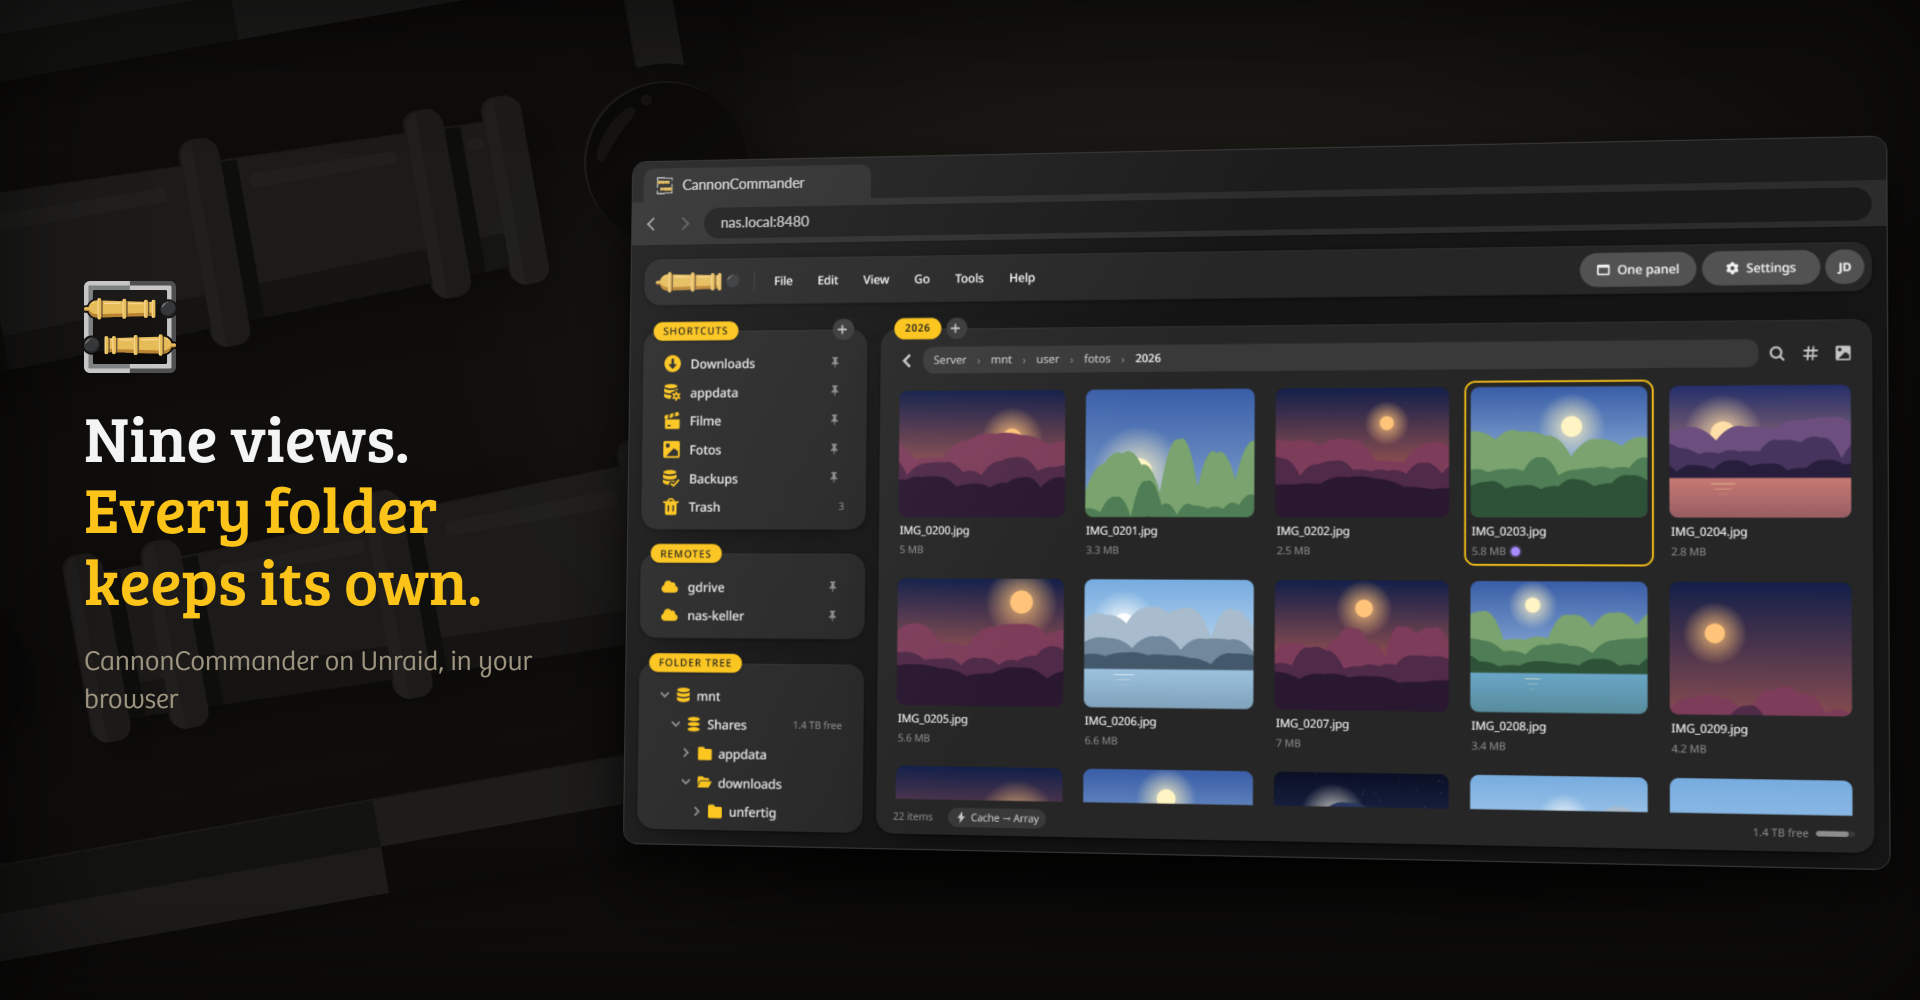 Nine views.
Every folder
keeps its own.
CannonCommander on Unraid, in your
browser
CannonCommander
nas.local:8480
File Edit View Go Tools Help
One panel Settings JD
SHORTCUTS +
Downloads
appdata
Filme
Fotos
Backups
Trash 3
REMOTES
gdrive
nas-keller
FOLDER TREE
mnt
Shares 1.4 TB free
appdata
downloads
unfertig
2026 +
Server › mnt › user › fotos › 2026
IMG_0200.jpg IMG_0201.jpg IMG_0202.jpg IMG_0203.jpg IMG_0204.jpg
5 MB 3.3 MB 2.5 MB 5.8 MB 2.8 MB
IMG_0205.jpg IMG_0206.jpg IMG_0207.jpg IMG_0208.jpg IMG_0209.jpg
5.6 MB 6.6 MB 7 MB 3.4 MB 4.2 MB
22 items Cache → Array 1.4 TB free